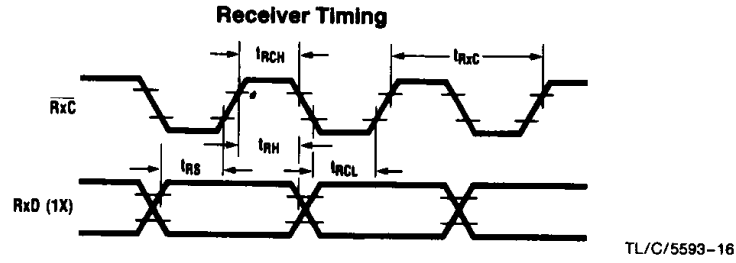 Receiver Timing
tRCH
tRxC
RxC
tRH
tRS
tRCL
RxD (1X)
TL/C/5593-16